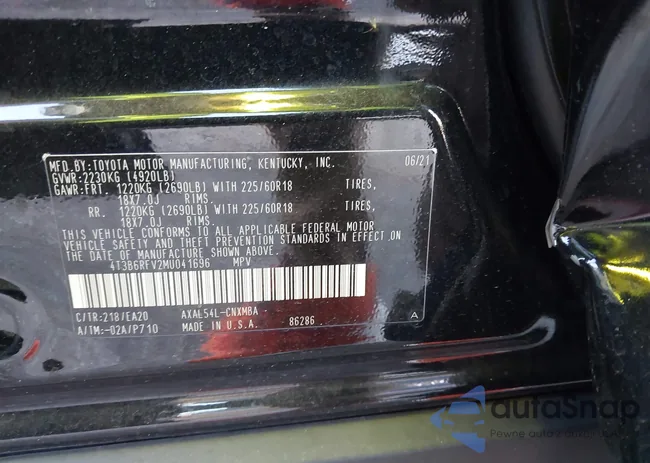 MFD. BY:TOYOTA MOTOR MANUFACTURING, KENTUCKY, INC. 06/21
GVWR:2230KG (4920LB)
GAWR:FRT. 1220KG (2690LB) WITH 225/60R18 TIRES,
18X7.0J RIMS.
RR. 1220KG (2690LB) WITH 225/60R18 TIRES,
18X7.0J RIMS.
THIS VEHICLE CONFORMS TO ALL APPLICABLE FEDERAL MOTOR
VEHICLE SAFETY AND THEFT PREVENTION STANDARDS IN EFFECT ON
THE DATE OF MANUFACTURE SHOWN ABOVE.
4T3B6RFV2MU041696 MPV
C/TR:218/EA20 AXAL54L-CNXMBA
A/TM:-02A/P710 MADE IN U.S.A. 86286 A
autaSnap
Pewne auta z